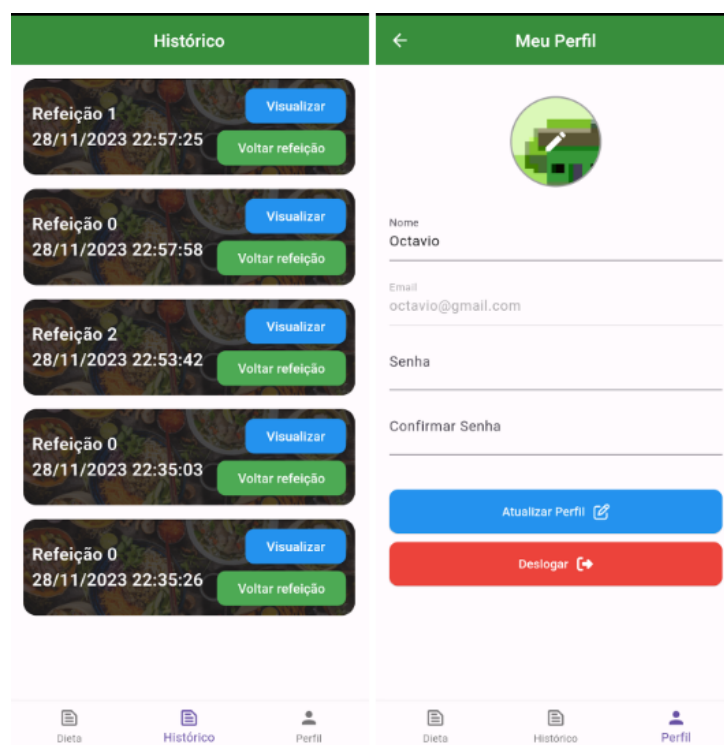 Histórico
Refeição 1
28/11/2023 22:57:25
Visualizar
Voltar refeição
Refeição 0
28/11/2023 22:57:58
Visualizar
Voltar refeição
Refeição 2
28/11/2023 22:53:42
Visualizar
Voltar refeição
Refeição 0
28/11/2023 22:35:03
Visualizar
Voltar refeição
Refeição 0
28/11/2023 22:35:26
Visualizar
Voltar refeição
Dieta
Histórico
Perfil
Meu Perfil
Nome
Octavio
Email
octavio@gmail.com
Senha
Confirmar Senha
Atualizar Perfil
Deslogar
Dieta
Histórico
Perfil